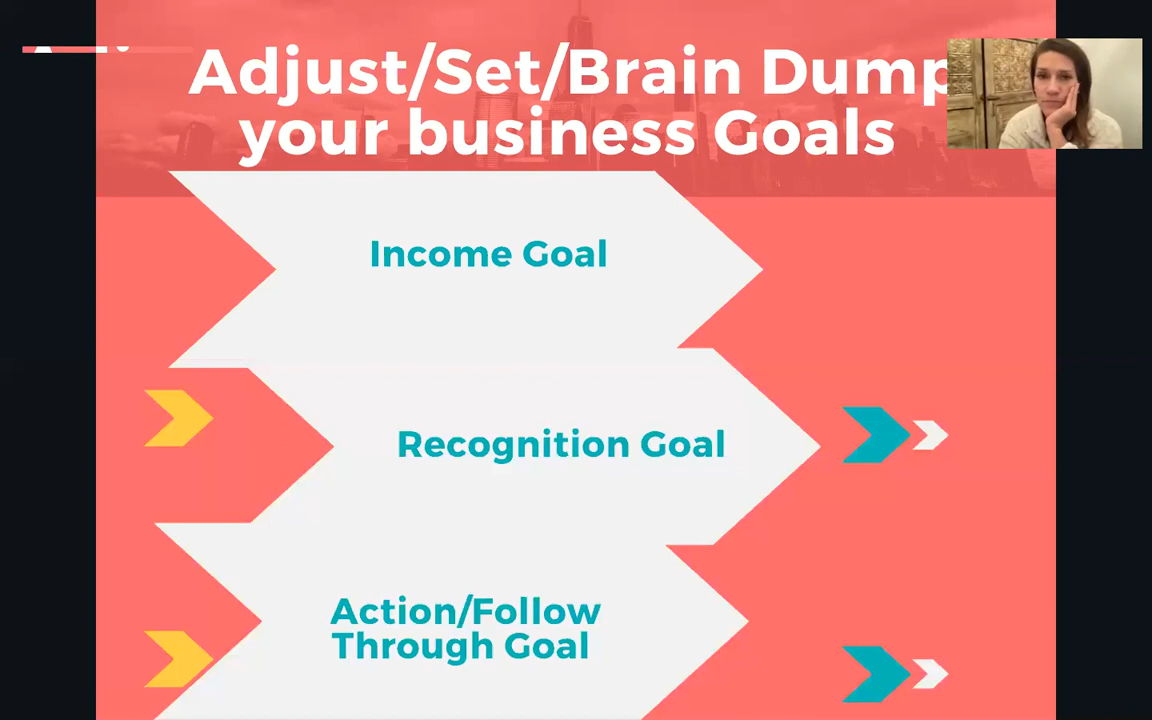 Adjust/Set/Brain Dump
your business Goals
Income Goal
Recognition Goal
Action/Follow
Through Goal